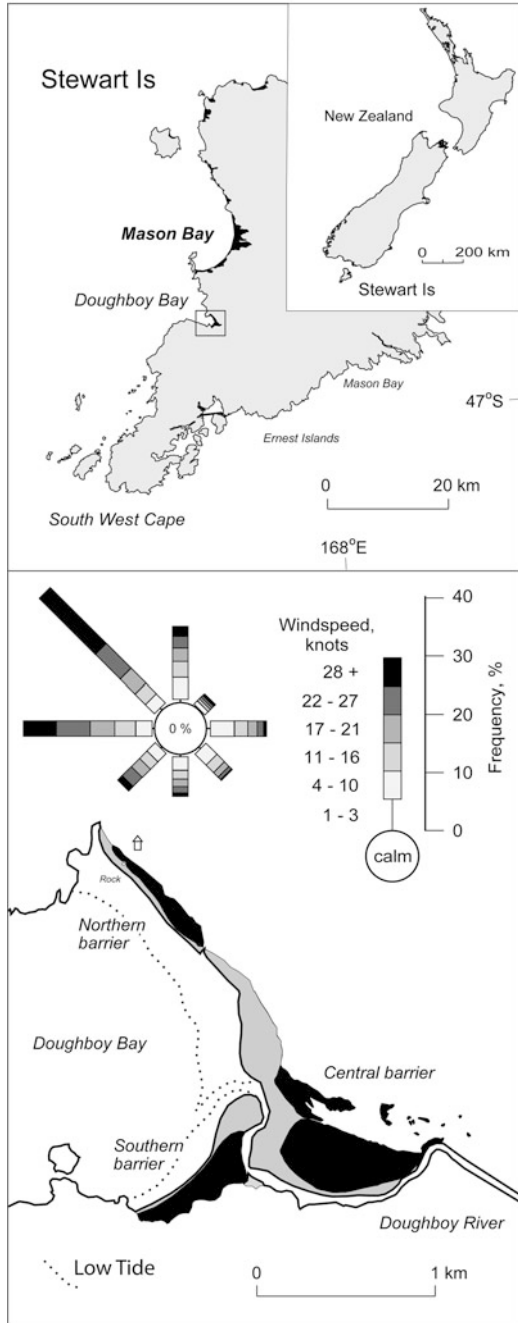 Stewart Is
New Zealand
0 200 km
Stewart Is
Mason Bay
Doughboy Bay
Mason Bay
47°S
Ernest Islands
0 20 km
South West Cape
168°E
Windspeed,
knots
28 +
22 - 27
17 - 21
11 - 16
4 - 10
1 - 3
calm
40
30
20
10
0
Frequency, %
0 %
Rock
Northern
barrier
Doughboy Bay
Central barrier
Southern
barrier
Doughboy River
Low Tide
0 1 km